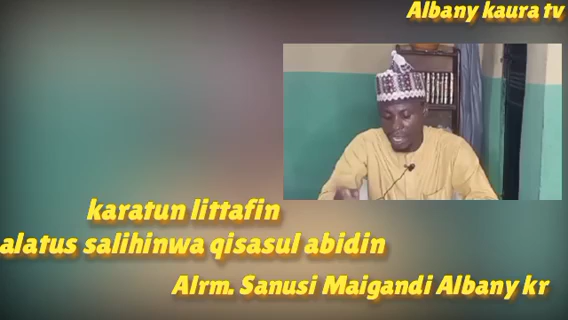 Albany kaura tv
karatun littafin
alatus salihinwa qisasul abidin
Alrm. Sanusi Maigandi Albany kr